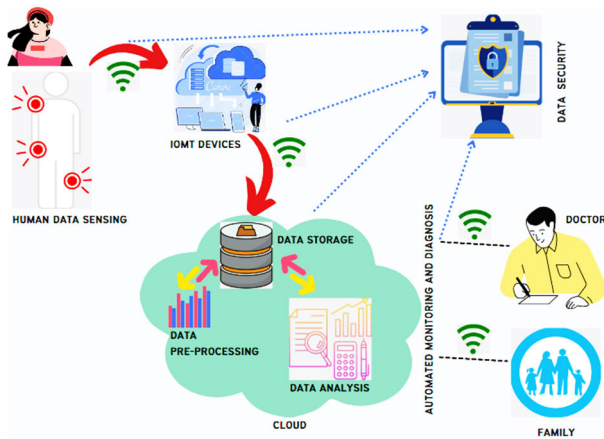 IOMT DEVICES
DATA SECURITY
HUMAN DATA SENSING
DATA STORAGE
DOCTOR
AUTOMATED MONITORING AND DIAGNOSIS
DATA
PRE-PROCESSING
DATA ANALYSIS
CLOUD
FAMILY